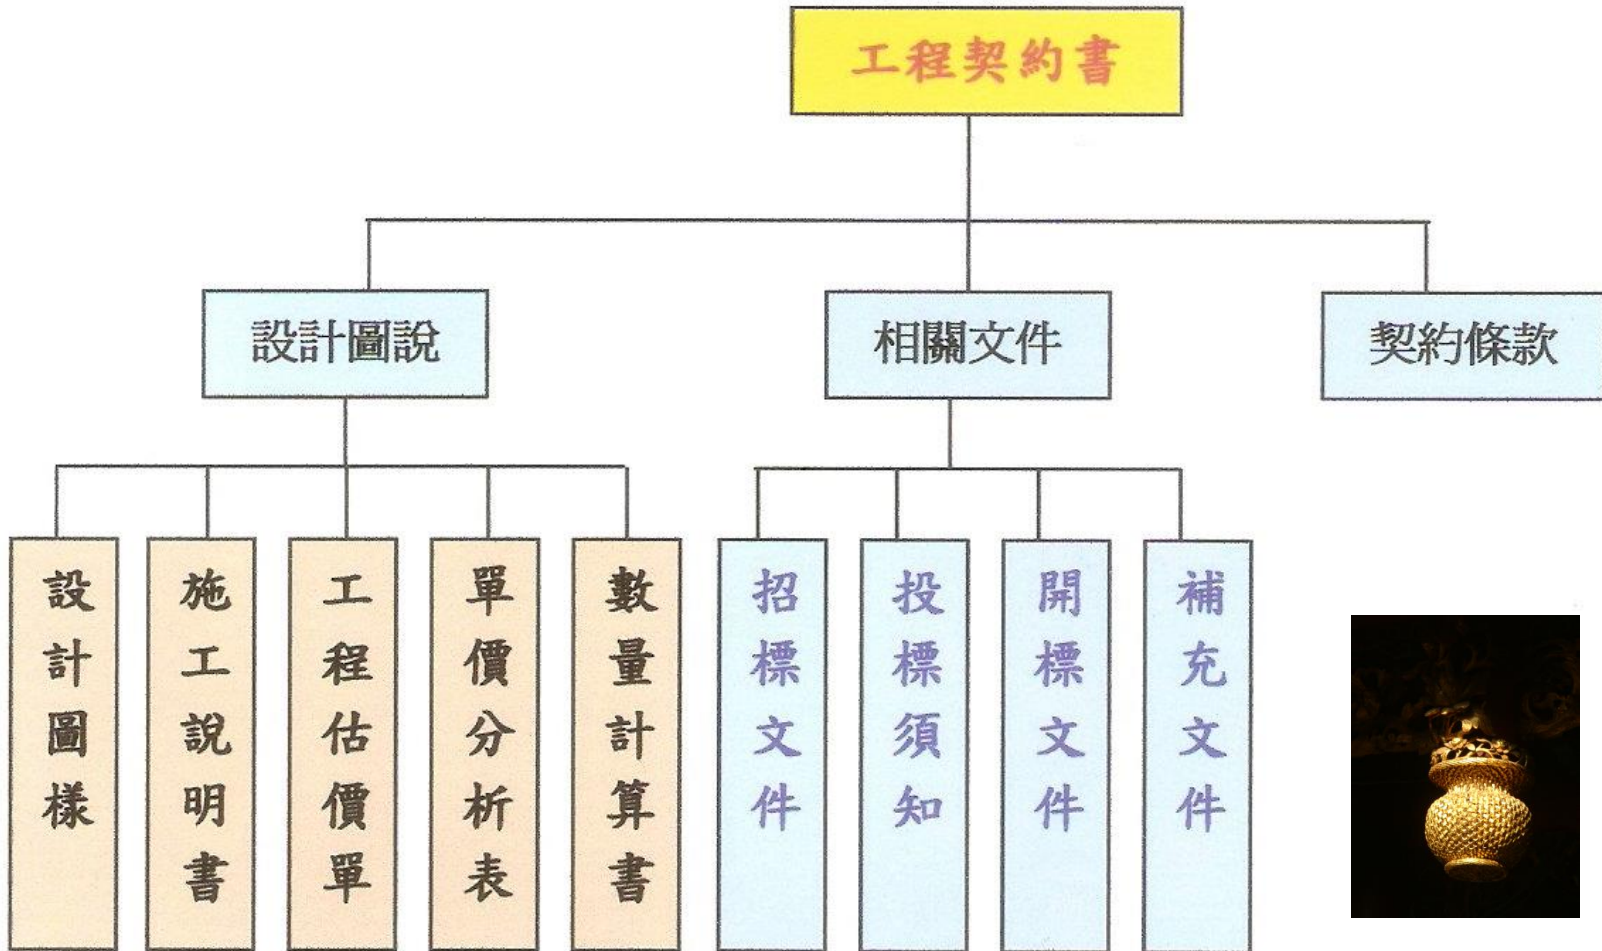 工程契約書
設計圖說
相關文件
契約條款
設計圖樣
施工說明書
工程估價單
單價分析表
數量計算書
招標文件
投標須知
開標文件
補充文件